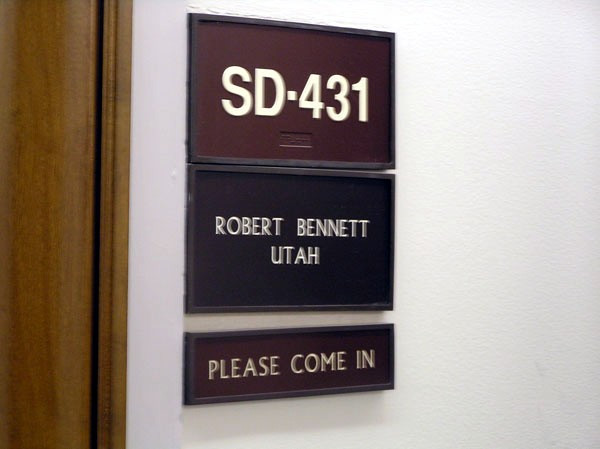 SD·431
ROBERT BENNETT
UTAH
PLEASE COME IN